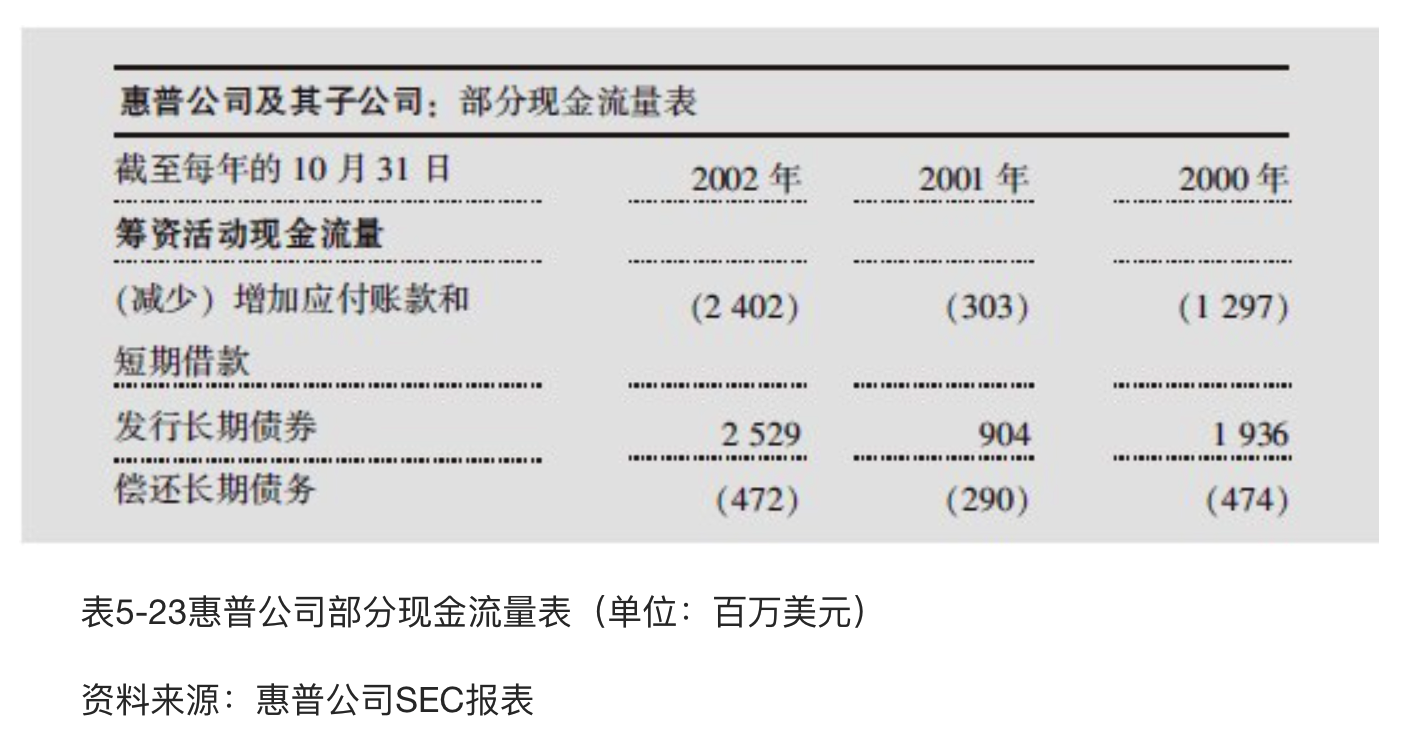 惠普公司及其子公司：部分现金流量表
截至每年的 10 月 31 日 2002 年 2001 年 2000 年
筹资活动现金流量
(减少）增加应付账款和 (2 402) (303) (1 297)
短期借款
发行长期债券 2 529 904 1 936
偿还长期债务 (472) (290) (474)
表5-23惠普公司部分现金流量表（单位：百万美元）
资料来源：惠普公司SEC报表